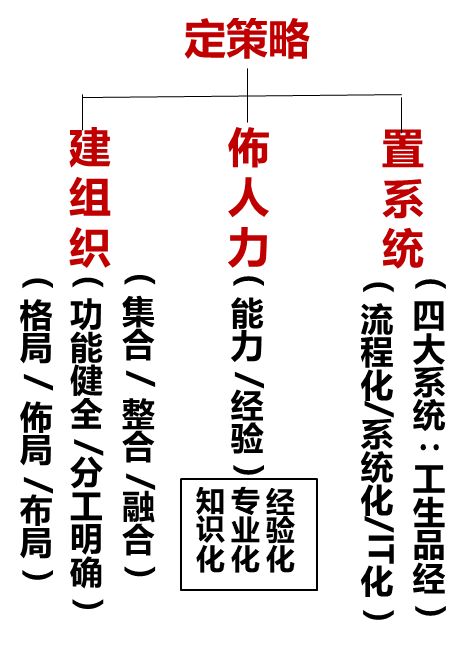 定策略
建组织
佈人力
置系统
(格局/佈局/布局)
(功能健全/分工明确)
(集合/整合/融合)
(能力/经验)
知识化
专业化
经验化
(流程化/系统化/IT化)
(四大系统:工生品经)